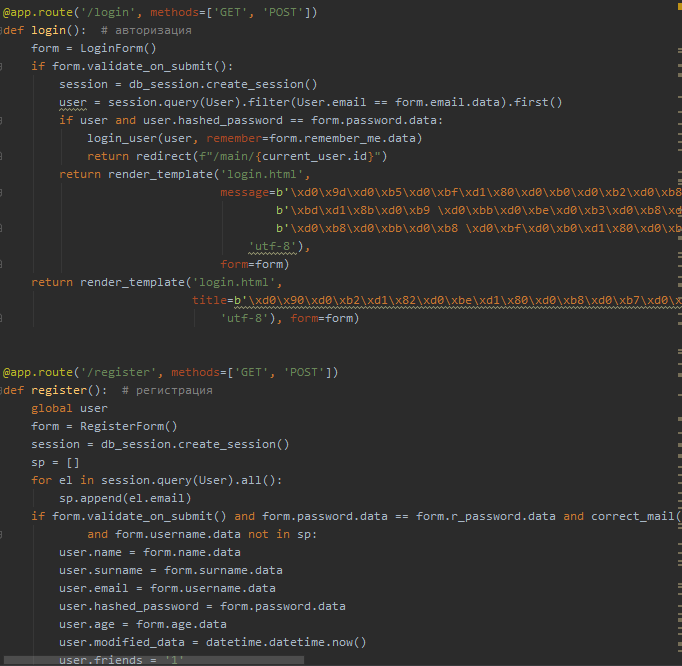 @app.route('/login', methods=['GET', 'POST'])
def login():  # авторизация
    form = LoginForm()
    if form.validate_on_submit():
        session = db_session.create_session()
        user = session.query(User).filter(User.email == form.email.data).first()
        if user and user.hashed_password == form.password.data:
            login_user(user, remember=form.remember_me.data)
            return redirect(f"/main/{current_user.id}")
        return render_template('login.html',
                               message=b'\xd0\x9d\xd0\xb5\xd0\xbf\xd1\x80\xd0\xb0\xd0\xb2\xd0\xb8
                                       b'\xbd\xd1\x8b\xd0\xb9 \xd0\xbb\xd0\xbe\xd0\xb3\xd0\xb8\xd
                                       b'\xd0\xb8\xd0\xbb\xd0\xb8 \xd0\xbf\xd0\xb0\xd1\x80\xd0\xb
                                   'utf-8'),
                               form=form)
    return render_template('login.html',
                           title=b'\xd0\x90\xd0\xb2\xd1\x82\xd0\xbe\xd1\x80\xd0\xb8\xd0\xb7\xd0\x
                               'utf-8'), form=form)
@app.route('/register', methods=['GET', 'POST'])
def register():  # регистрация
    global user
    form = RegisterForm()
    session = db_session.create_session()
    sp = []
    for el in session.query(User).all():
        sp.append(el.email)
    if form.validate_on_submit() and form.password.data == form.r_password.data and correct_mail(
            and form.username.data not in sp:
        user.name = form.name.data
        user.surname = form.surname.data
        user.email = form.username.data
        user.hashed_password = form.password.data
        user.age = form.age.data
        user.modified_data = datetime.datetime.now()
        user.friends = '1'